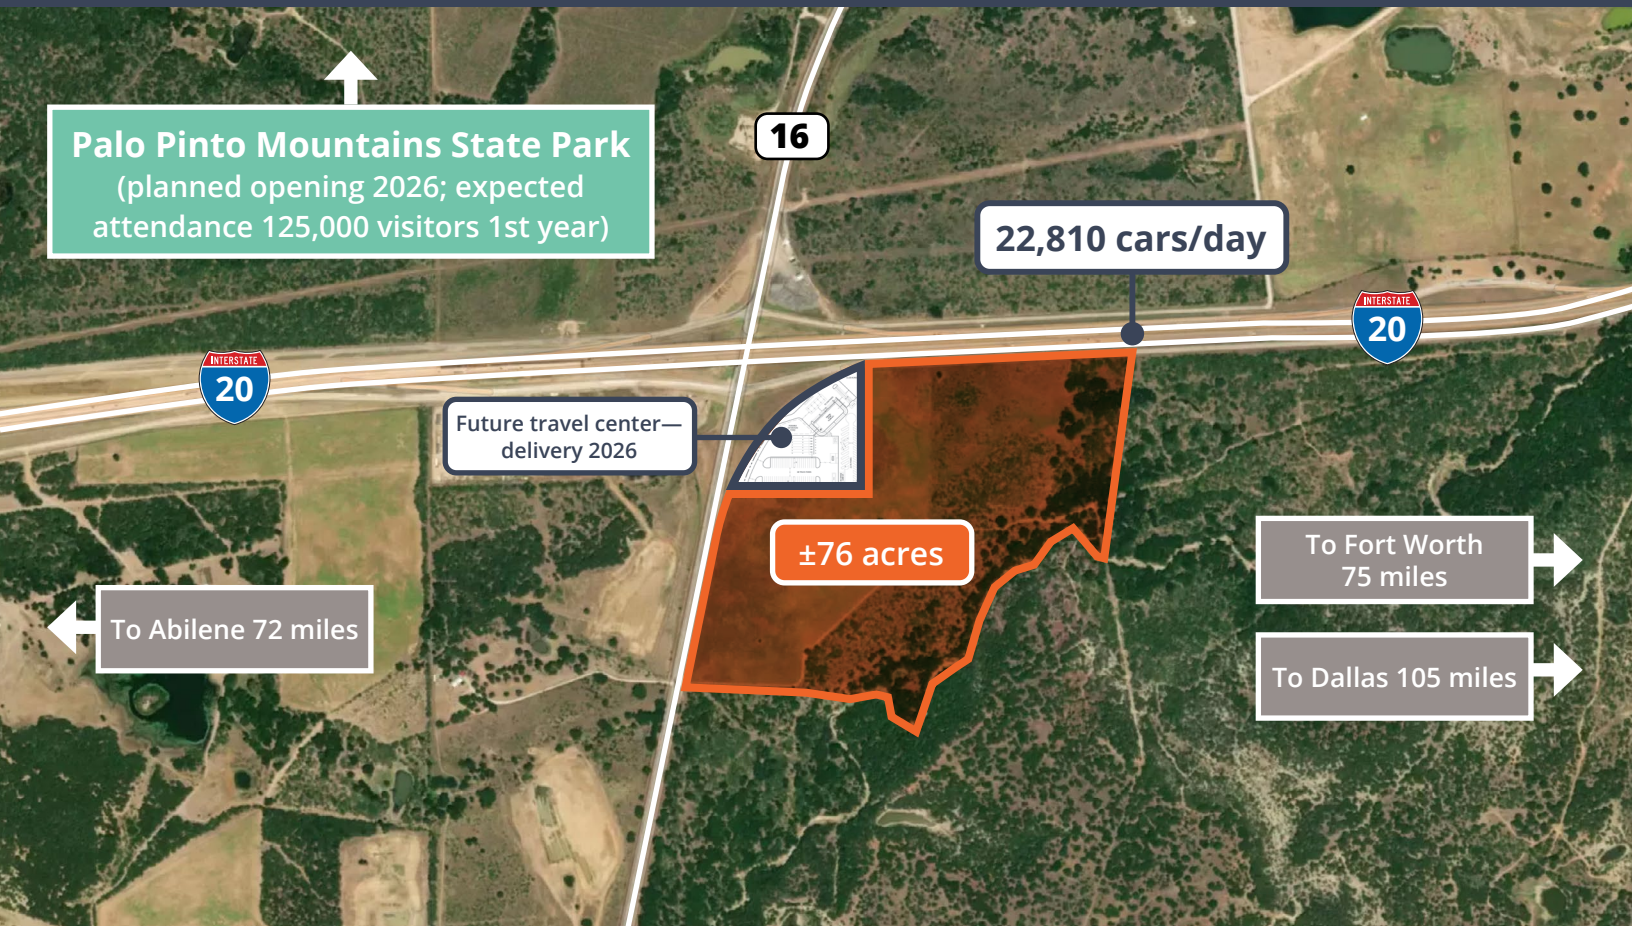 Palo Pinto Mountains State Park
(planned opening 2026; expected
attendance 125,000 visitors 1st year)
16
22,810 cars/day
INTERSTATE
20
INTERSTATE
20
Future travel center—
delivery 2026
±76 acres
To Fort Worth
75 miles
To Abilene 72 miles
To Dallas 105 miles